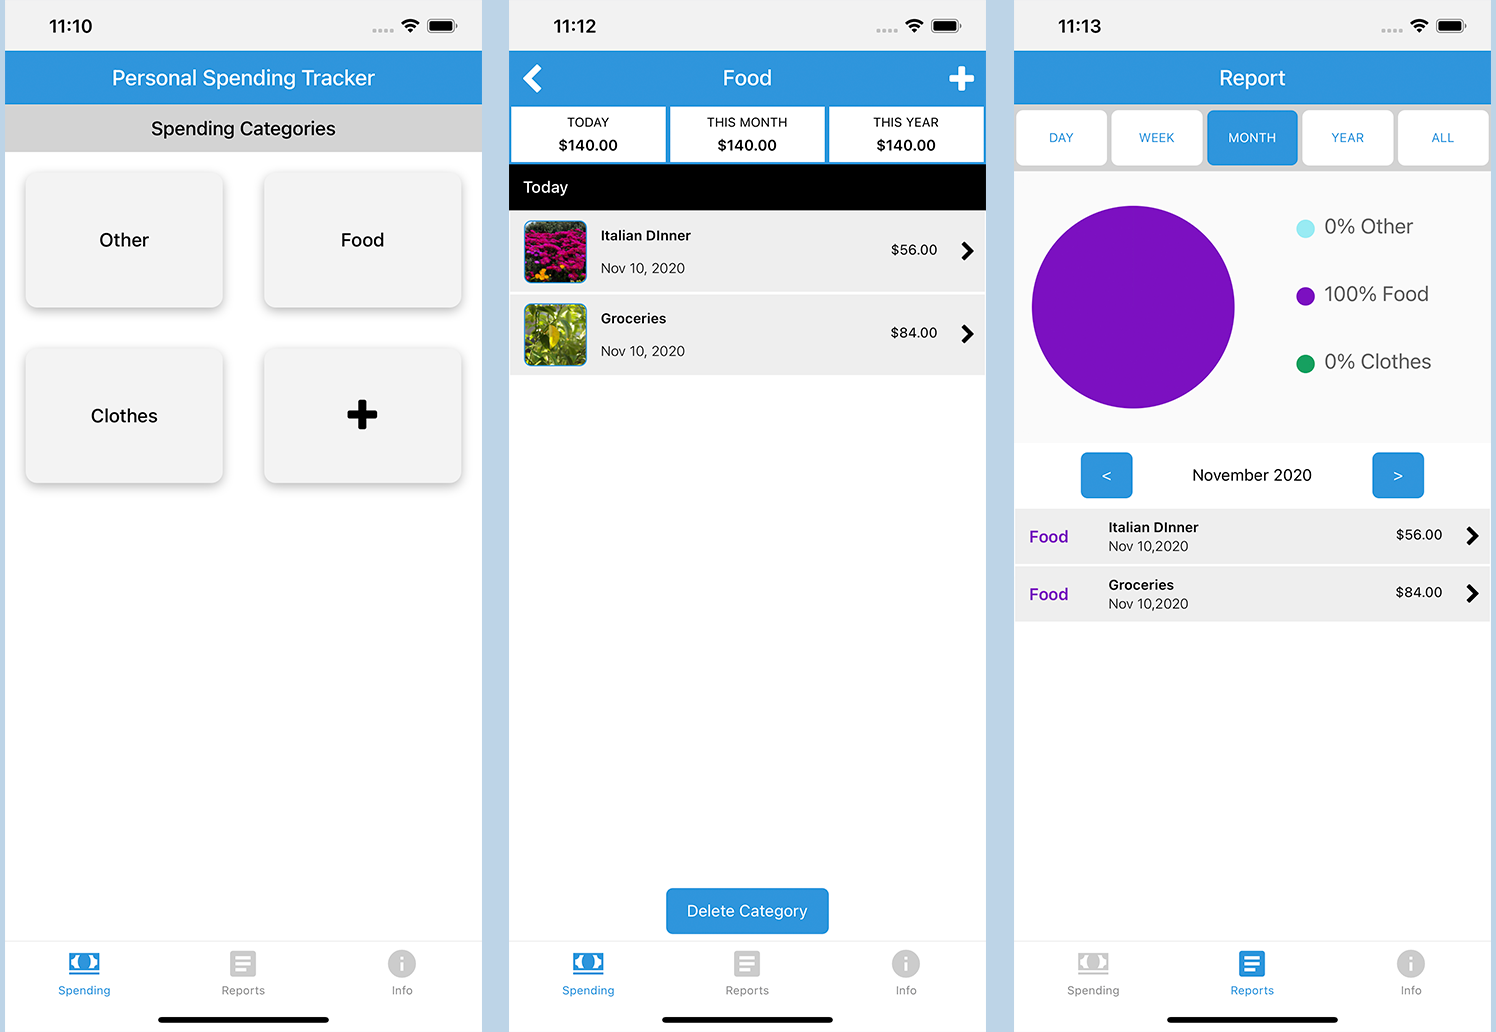 11:10
Personal Spending Tracker
Spending Categories
Other
Food
Clothes
Spending
Reports
Info
11:12
Food
TODAY
$140.00
THIS MONTH
$140.00
THIS YEAR
$140.00
Today
Italian DInner
$56.00
Nov 10, 2020
Groceries
$84.00
Nov 10, 2020
Delete Category
Spending
Reports
Info
11:13
Report
DAY
WEEK
MONTH
YEAR
ALL
0% Other
100% Food
0% Clothes
<
November 2020
>
Food
Italian DInner
Nov 10,2020
$56.00
Food
Groceries
Nov 10,2020
$84.00
Spending
Reports
Info